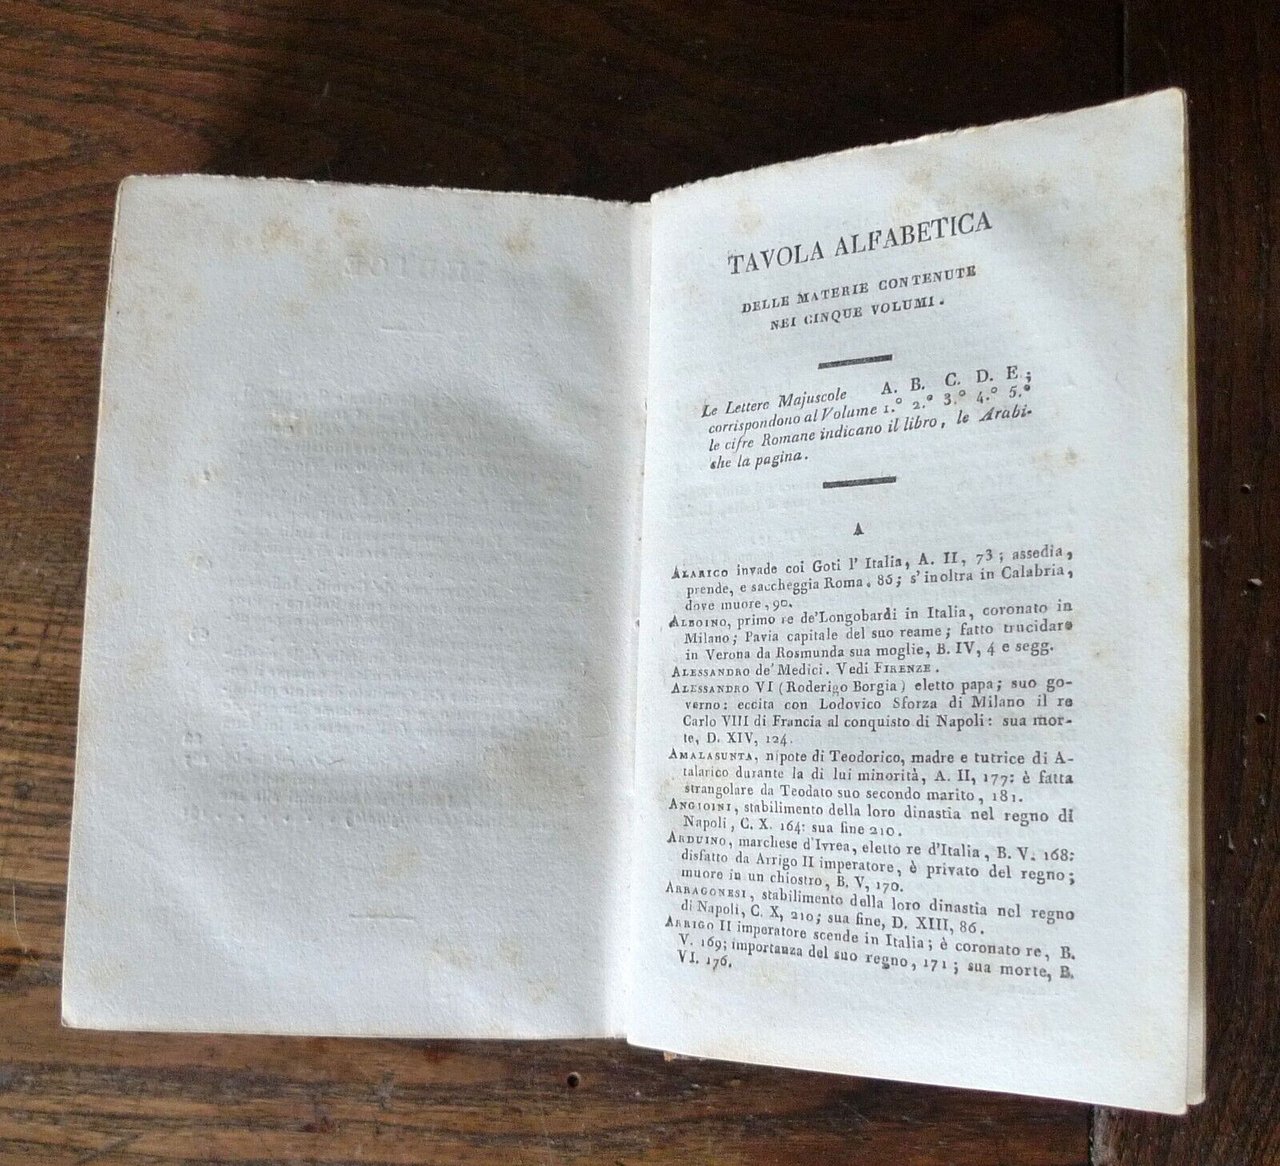 TAVOLA ALFABETICA
DELLE MATERIE CONTENUTE
NEI CINQUE VOLUMI.
Le Lettere Majuscole A. B. C. D. E;
corrispondono al Volume 1.° 2.° 3.° 4.° 5.°
le cifre Romane indicano il libro, le Arabi-
che la pagina.
A
ALARICO invade coi Goti l'Italia, A. II, 73; assedia,
prende, e saccheggia Roma. 86; s'inoltra in Calabria,
dove muore, 90.
ALBOINO, primo re de'Longobardi in Italia, coronato in
Milano; Pavia capitale del suo reame; fatto trucidare
in Verona da Rosmunda sua moglie, B. IV, 4 e segg.
ALESSANDRO de' Medici. Vedi FIRENZE.
ALESSANDRO VI (Roderigo Borgia) eletto papa; suo go-
verno: eccita con Lodovico Sforza di Milano il re
Carlo VIII di Francia al conquisto di Napoli: sua mor-
te, D. XIV, 124.
AMALASUNTA, nipote di Teodorico, madre e tutrice di A-
talarico durante la di lui minorità, A. II, 177: è fatta
strangolare da Teodato suo secondo marito, 181.
ANGIOINI, stabilimento della loro dinastia nel regno di
Napoli, C. X. 164: sua fine 210.
ARDUINO, marchese d'Ivrea, eletto re d'Italia, B. V. 168:
disfatto da Arrigo II imperatore, è privato del regno;
muore in un chiostro, B. V, 170.
ARRAGONESI, stabilimento della loro dinastia nel regno
di Napoli, C. X, 210; sua fine, D. XIII, 86.
ARRIGO II imperatore scende in Italia; è coronato re, B.
V. 169; importanza del suo regno, 171; sua morte, B.
VI. 176.